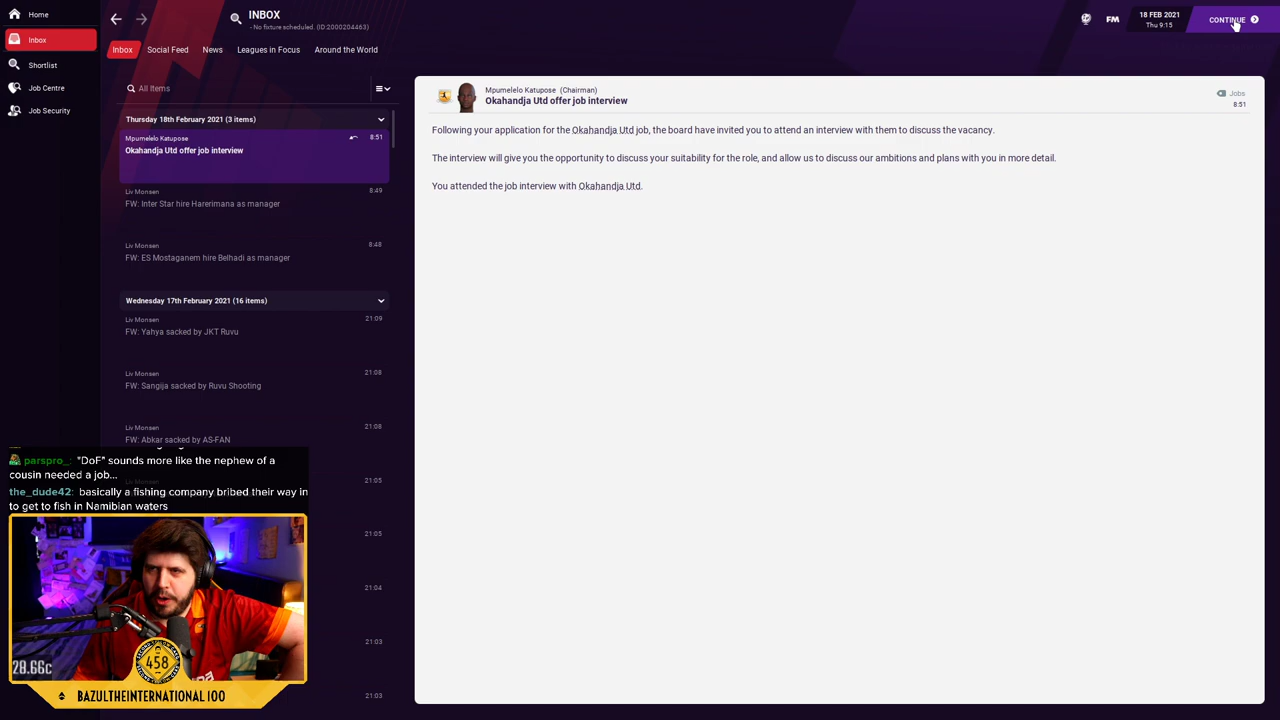 Home
INBOX
- No fixture scheduled. (ID:2000204463)
FM
18 FEB 2021
Thu 9:15
CONTINUE
Inbox
Inbox
Social Feed
News
Leagues in Focus
Around the World
Shortlist
Job Centre
Job Security
All Items
Thursday 18th February 2021 (3 items)
Mpumelelo Katupose
8:51
Okahandja Utd offer job interview
Liv Monsen
8:49
FW: Inter Star hire Harerimana as manager
Liv Monsen
8:48
FW: ES Mostaganem hire Belhadi as manager
Wednesday 17th February 2021 (16 items)
Liv Monsen
21:09
FW: Yahya sacked by JKT Ruvu
Liv Monsen
21:08
FW: Sangija sacked by Ruvu Shooting
Liv Monsen
21:08
FW: Abkar sacked by AS-FAN
21:05
21:05
21:04
21:03
21:03
Mpumelelo Katupose (Chairman)
Okahandja Utd offer job interview
Jobs
8:51
Following your application for the Okahandja Utd job, the board have invited you to attend an interview with them to discuss the vacancy.
The interview will give you the opportunity to discuss your suitability for the role, and allow us to discuss our ambitions and plans with you in more detail.
You attended the job interview with Okahandja Utd.
parspro_: "DoF" sounds more like the nephew of a
cousin needed a job...
the_dude42: basically a fishing company bribed their way in
to get to fish in Namibian waters
28.66c
458
BAZULTHEINTERNATIONAL100